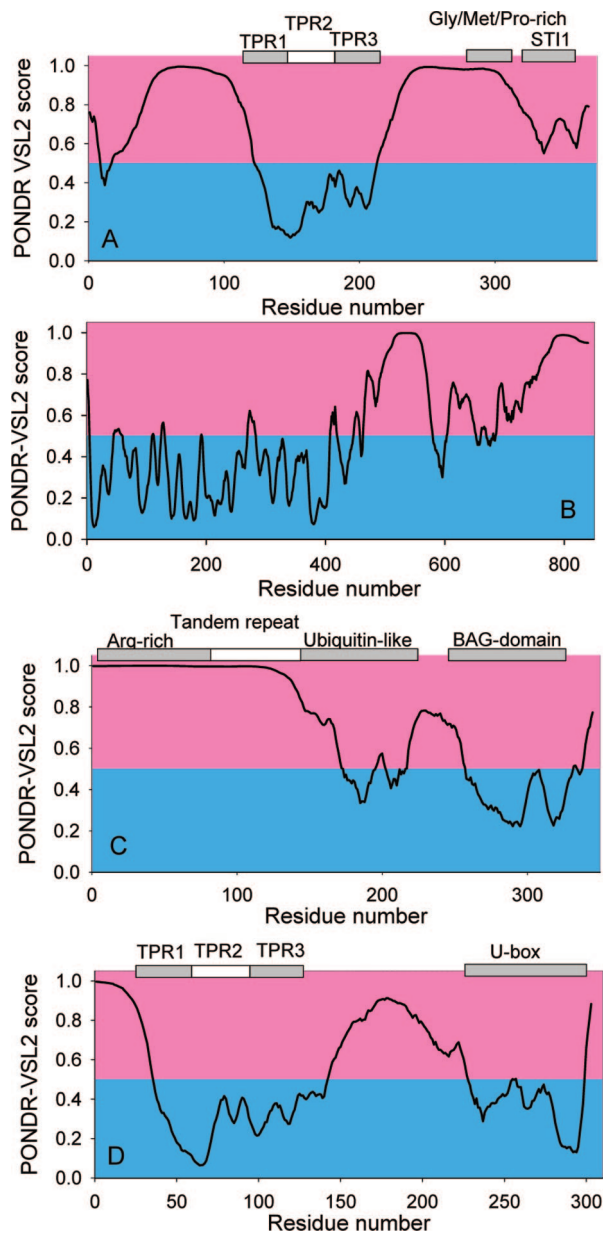 Gly/Met/Pro-rich
TPR2
TPR1 TPR3 STI1
PONDR VSL2 score
1.0
0.8
0.6
0.4
0.2
0.0
A
0 100 200 300
Residue number
PONDR-VSL2 score
1.0
0.8
0.6
0.4
0.2
0.0
B
0 200 400 600 800
Residue number
Tandem repeat
Arg-rich Ubiquitin-like BAG-domain
PONDR-VSL2 score
1.0
0.8
0.6
0.4
0.2
0.0
C
0 100 200 300
Residue number
TPR1 TPR2 TPR3 U-box
PONDR-VSL2 score
1.0
0.8
0.6
0.4
0.2
0.0
D
0 50 100 150 200 250 300
Residue number